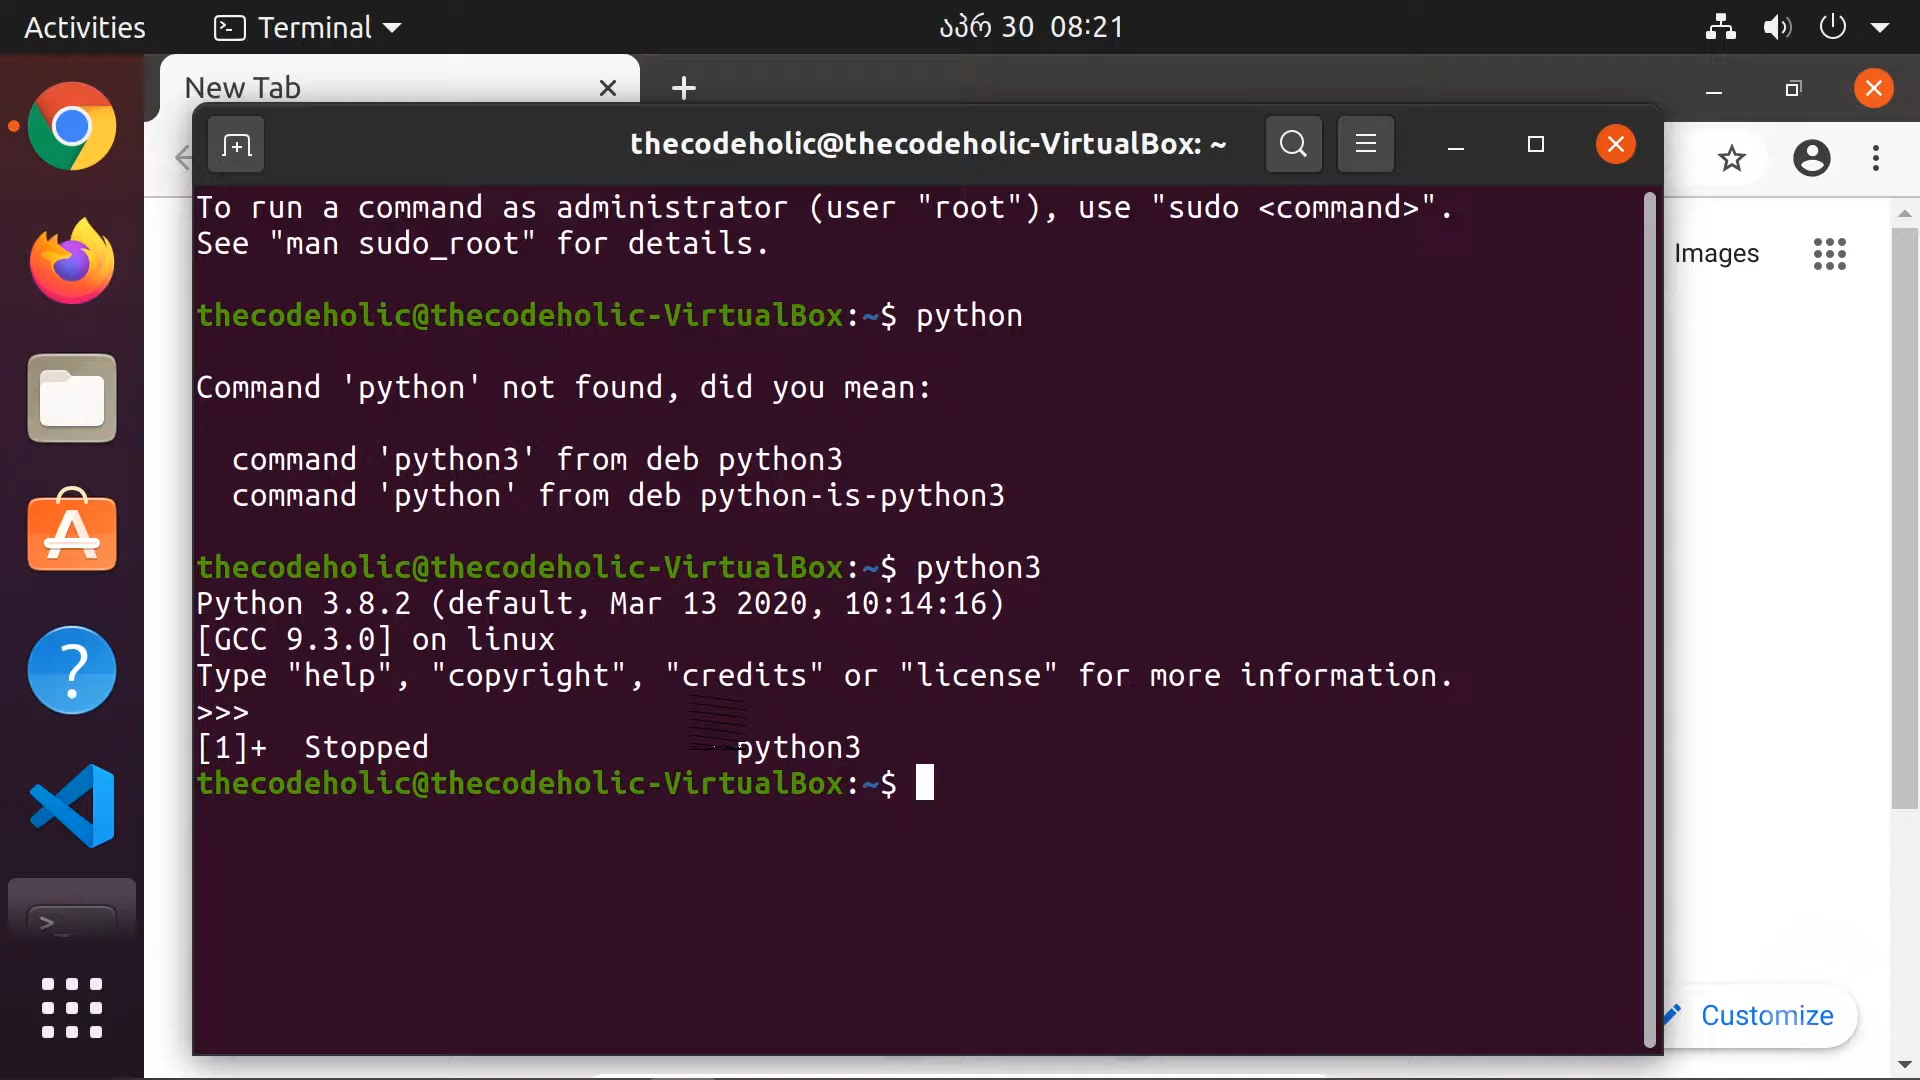 Activities
Terminal
აპრ 30 08:21
New Tab
thecodeholic@thecodeholic-VirtualBox: ~
Images
To run a command as administrator (user "root"), use "sudo <command>".
See "man sudo_root" for details.
thecodeholic@thecodeholic-VirtualBox:~$ python
Command 'python' not found, did you mean:
command 'python3' from deb python3
command 'python' from deb python-is-python3
thecodeholic@thecodeholic-VirtualBox:~$ python3
Python 3.8.2 (default, Mar 13 2020, 10:14:16)
[GCC 9.3.0] on linux
Type "help", "copyright", "credits" or "license" for more information.
>>>
[1]+  Stopped                 python3
thecodeholic@thecodeholic-VirtualBox:~$
Customize